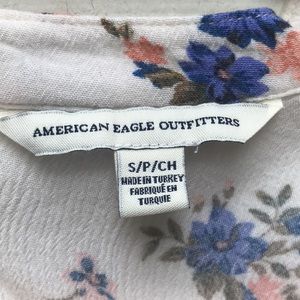 AMERICAN EAGLE OUTFITTERS
S/P/CH
MADE IN TURKEY
FABRIQUÉ EN
TURQUIE